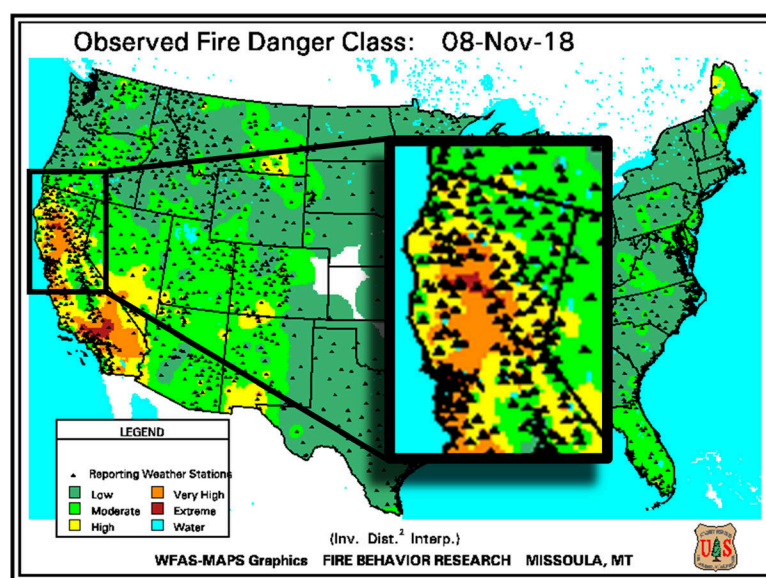 Observed Fire Danger Class: 08-Nov-18
LEGEND
Reporting Weather Stations
Low
Very High
Moderate
Extreme
High
Water
(Inv. Dist.² Interp.)
WFAS-MAPS Graphics FIRE BEHAVIOR RESEARCH MISSOULA, MT
US